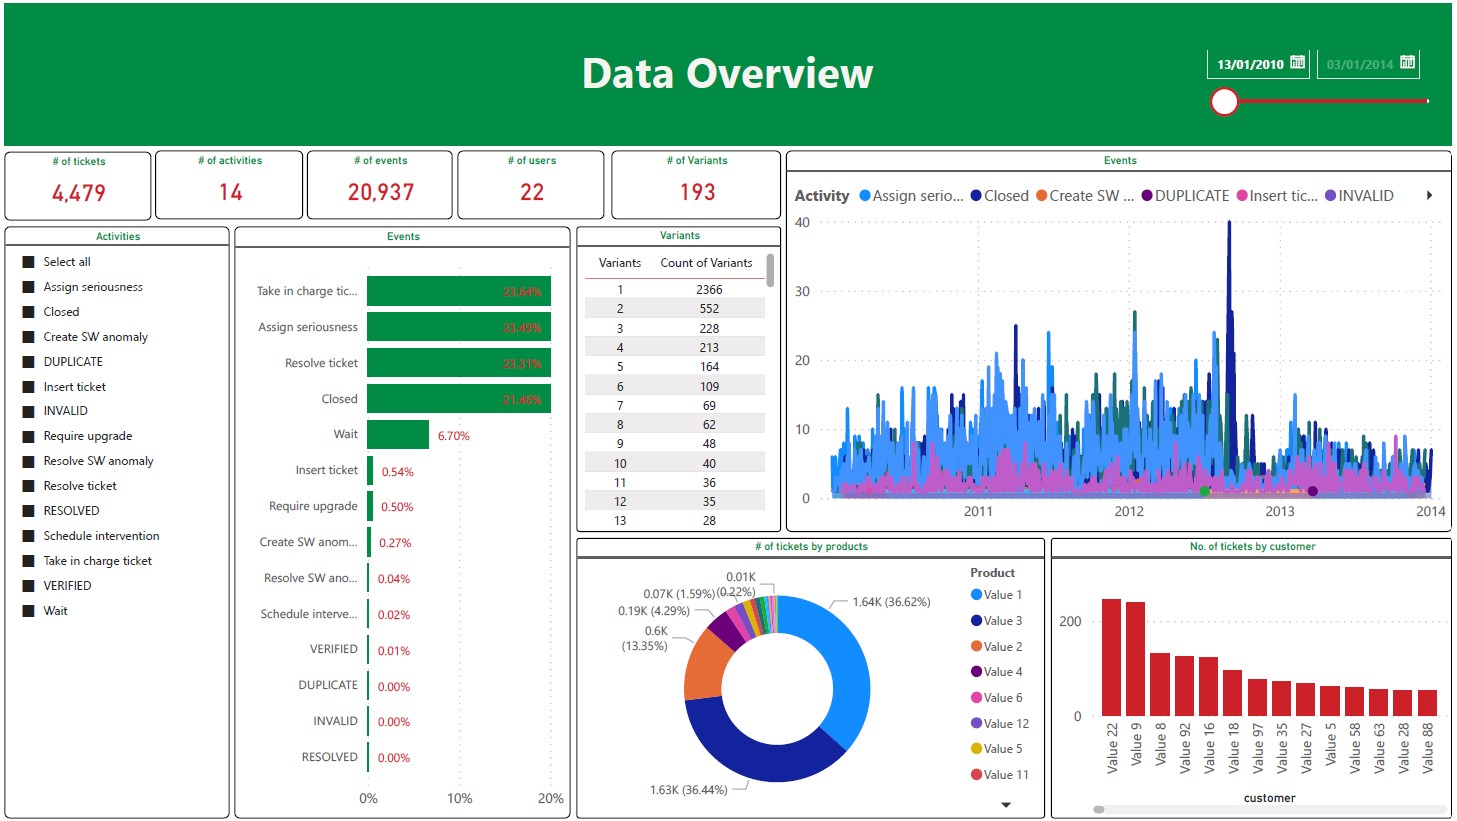 Data Overview
13/01/2010
03/01/2014
# of tickets
4,479
# of activities
14
# of events
20,937
# of users
22
# of Variants
193
Activities
Select all
Assign seriousness
Closed
Create SW anomaly
DUPLICATE
Insert ticket
INVALID
Require upgrade
Resolve SW anomaly
Resolve ticket
RESOLVED
Schedule intervention
Take in charge ticket
VERIFIED
Wait
Events
Take in charge tic... 23.64%
Assign seriousness 23.49%
Resolve ticket 23.31%
Closed 21.46%
Wait 6.70%
Insert ticket 0.54%
Require upgrade 0.50%
Create SW anom... 0.27%
Resolve SW ano... 0.04%
Schedule interve... 0.02%
VERIFIED 0.01%
DUPLICATE 0.00%
INVALID 0.00%
RESOLVED 0.00%
0% 10% 20%
Variants
Variants Count of Variants
1 2366
2 552
3 228
4 213
5 164
6 109
7 69
8 62
9 48
10 40
11 36
12 35
13 28
Events
Activity Assign serio... Closed Create SW ... DUPLICATE Insert tic... INVALID
40
30
20
10
0
2011 2012 2013 2014
# of tickets by products
0.01K
(0.22%)
0.07K (1.59%)
0.19K (4.29%)
0.6K
(13.35%)
1.64K (36.62%)
1.63K (36.44%)
Product
Value 1
Value 3
Value 2
Value 4
Value 6
Value 12
Value 5
Value 11
No. of tickets by customer
200
0
Value 22
Value 9
Value 8
Value 92
Value 16
Value 18
Value 97
Value 35
Value 27
Value 5
Value 58
Value 63
Value 28
Value 88
customer